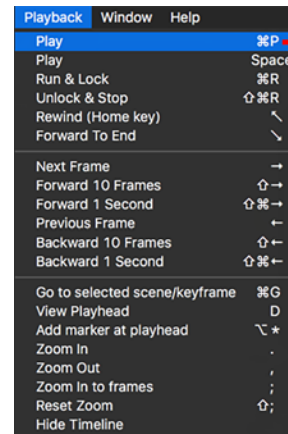 Playback Window Help
Play ⌘P
Play Space
Run & Lock ⌘R
Unlock & Stop ⇧⌘R
Rewind (Home key) ↖
Forward To End ↘
Next Frame →
Forward 10 Frames ⇧→
Forward 1 Second ⇧⌘→
Previous Frame ←
Backward 10 Frames ⇧←
Backward 1 Second ⇧⌘←
Go to selected scene/keyframe ⌘G
View Playhead D
Add marker at playhead ⌥*
Zoom In .
Zoom Out ,
Zoom In to frames ;
Reset Zoom ⇧;
Hide Timeline